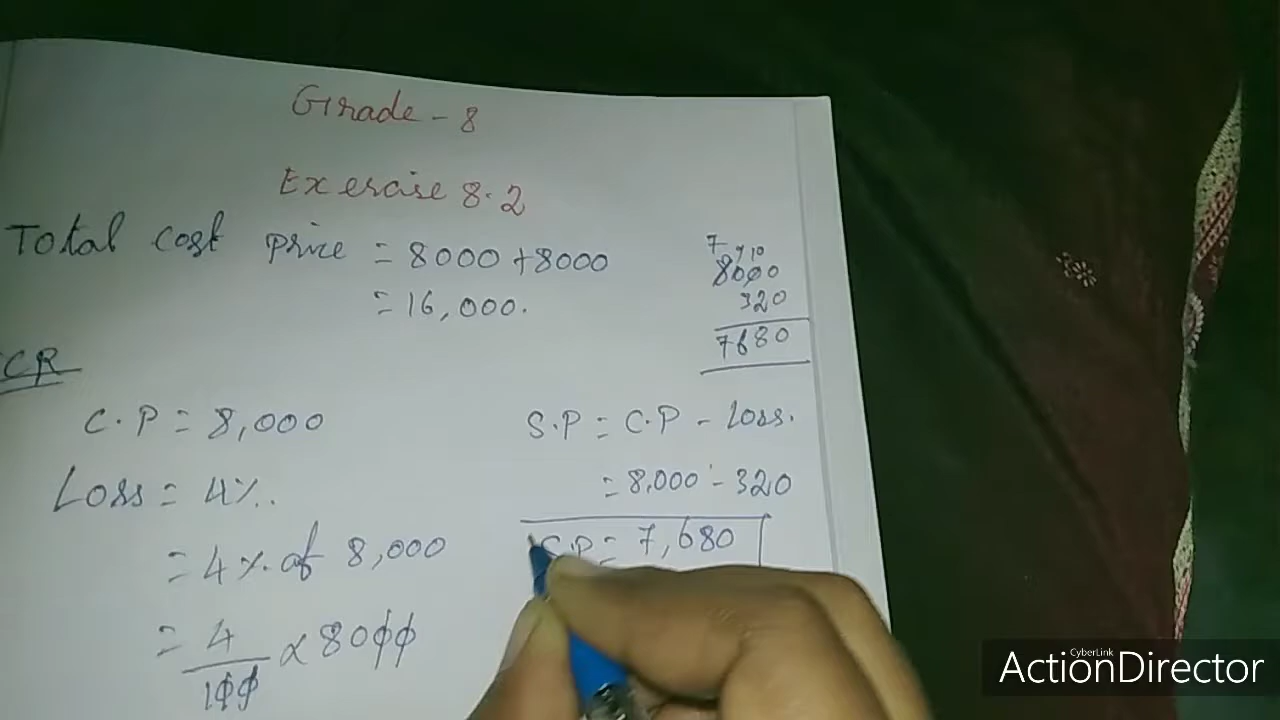 Grade - 8
Exercise 8.2
Total cost price = 8000 + 8000
= 16,000.
7 9 10
8000
320
7680
CR
C.P = 8,000
Loss = 4%.
= 4% of 8,000
= 4/100 × 8000
S.P = C.P - Loss.
= 8,000 - 320
.P = 7,680
CyberLink
ActionDirector